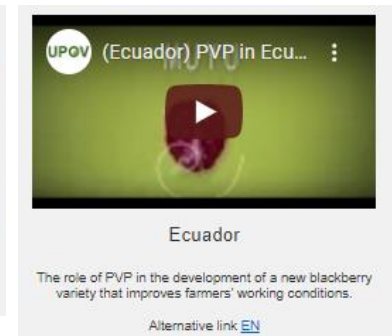 UPOV (Ecuador) PVP in Ecu...
MUYU
Ecuador
The role of PVP in the development of a new blackberry
variety that improves farmers' working conditions.
Alternative link EN